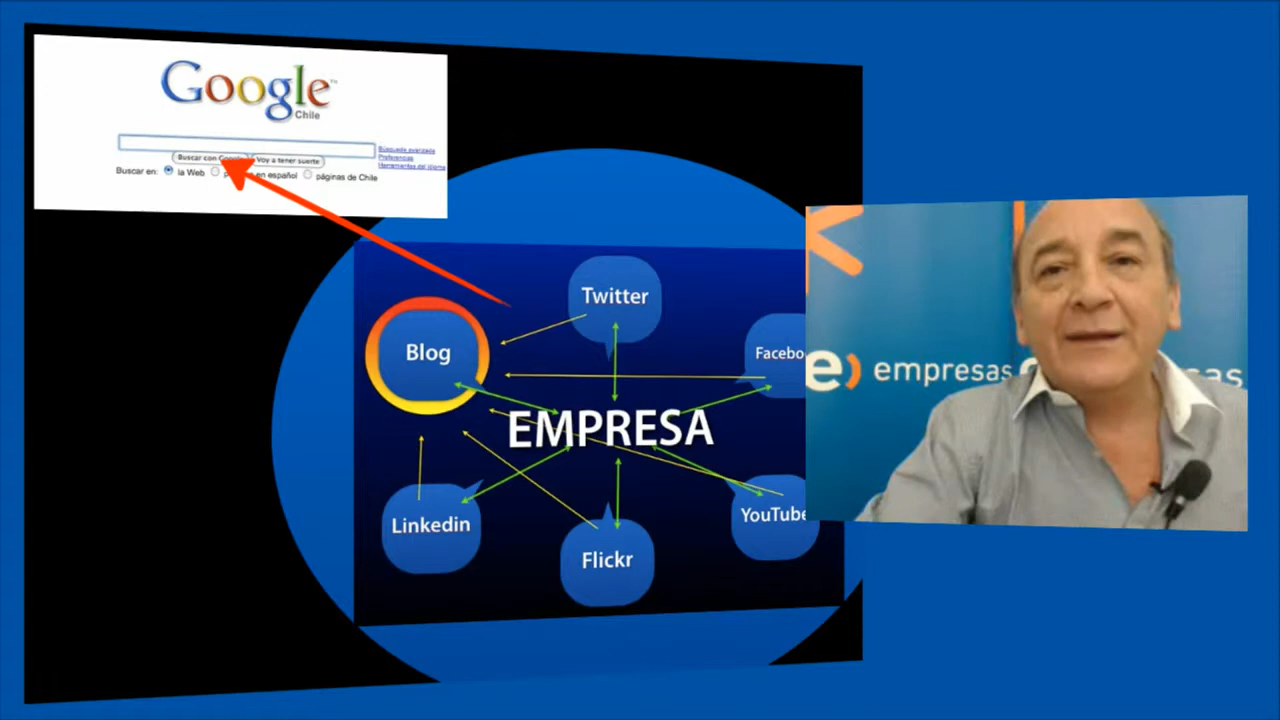 Google
Chile
Buscar con Google
Voy a tener suerte
Búsqueda avanzada
Preferencias
Herramientas del idioma
Buscar en:
la Web
en español
páginas de Chile
Twitter
Blog
Facebo
EMPRESA
Linkedin
Flickr
YouTube
e) empresas
sas